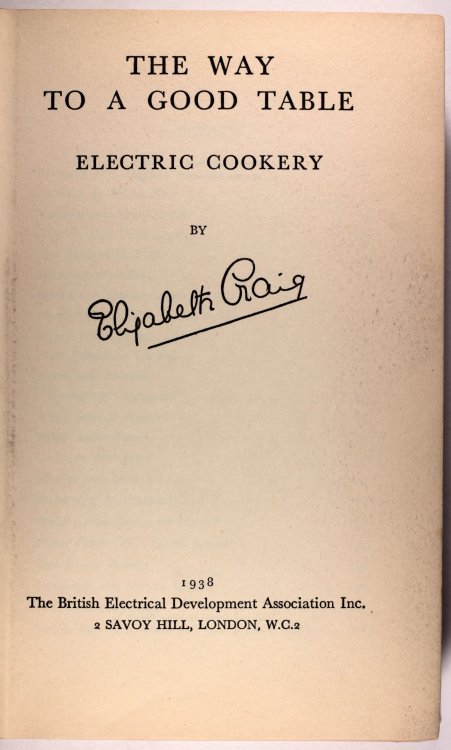 THE WAY
TO A GOOD TABLE
ELECTRIC COOKERY
BY
Elizabeth Craig
1938
The British Electrical Development Association Inc.
2 SAVOY HILL, LONDON, W.C.2